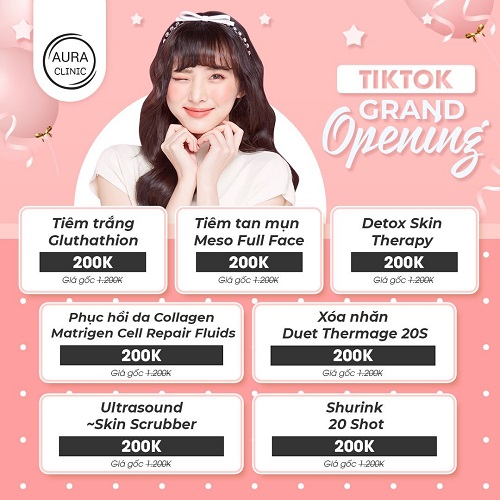 AURA
CLINIC
TIKTOK
GRAND
Opening
Tiêm trắng
Gluthathion
200K
Giá gốc 1.200K
Tiêm tan mụn
Meso Full Face
200K
Giá gốc 1.200K
Detox Skin
Therapy
200K
Giá gốc 1.200K
Phục hồi da Collagen
Matrigen Cell Repair Fluids
200K
Giá gốc 1.200K
Xóa nhăn
Duet Thermage 20S
200K
Giá gốc 1.200K
Ultrasound
~Skin Scrubber
200K
Giá gốc 1.200K
Shurink
20 Shot
200K
Giá gốc 1.200K